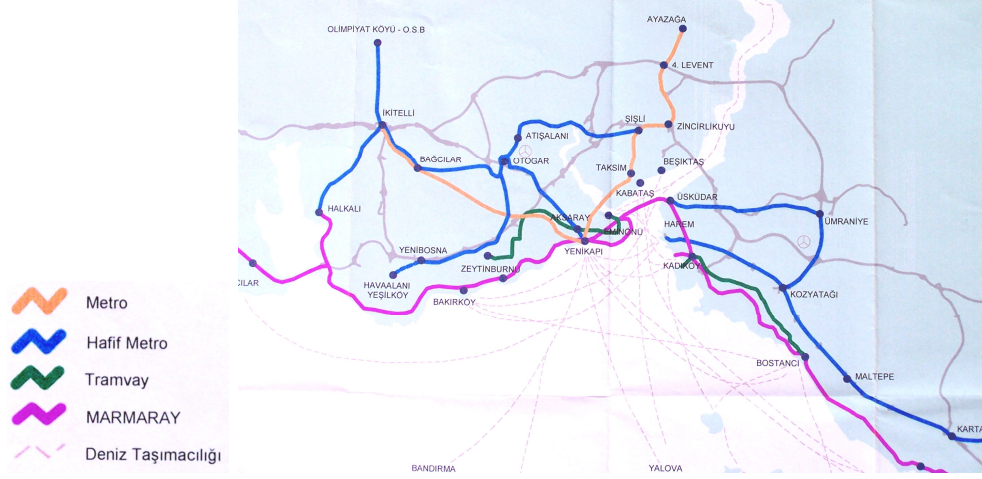 AYAZAĞA
OLİMPİYAT KÖYÜ - O.S.B
4. LEVENT
İKİTELLİ
ŞİŞLİ
ZİNCİRLİKUYU
ATIŞALANI
BAĞCILAR
OTOGAR
BEŞİKTAŞ
TAKSİM
KABATAŞ
ÜSKÜDAR
HALKALI
AKSARAY
ÜMRANİYE
HAREM
EMİNÖNÜ
YENİBOSNA
YENİKAPI
KADIKÖY
ZEYTİNBURNU
CILAR
HAVAALANI
YEŞİLKÖY
KOZYATAĞI
BAKIRKÖY
Metro
Hafif Metro
BOSTANCI
Tramvay
MALTEPE
MARMARAY
KARTA
Deniz Taşımacılığı
BANDIRMA
YALOVA